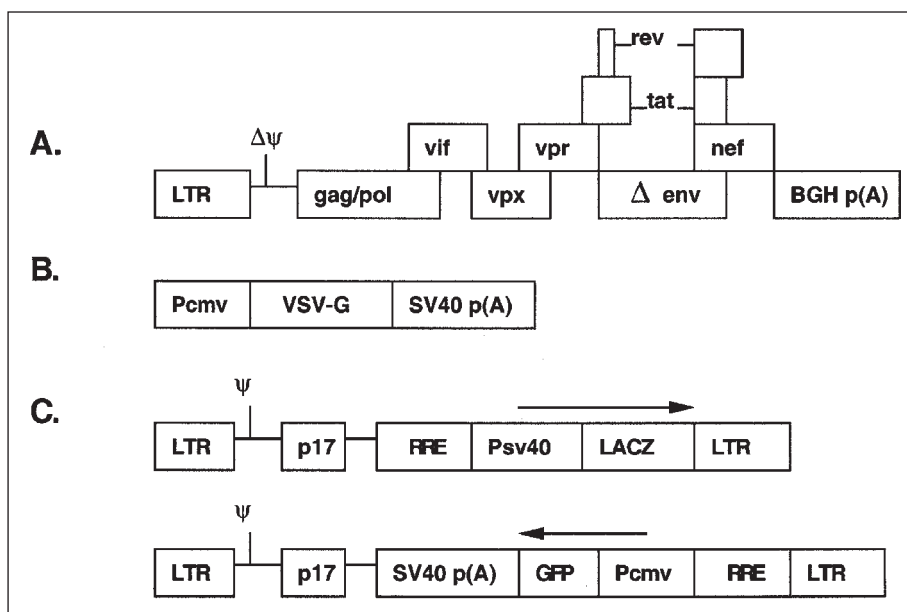 rev
tat
A.
Δψ
vif
vpr
nef
LTR
gag/pol
vpx
Δ env
BGH p(A)
B.
Pcmv
VSV-G
SV40 p(A)
C.
ψ
LTR
p17
RRE
Psv40
LACZ
LTR
ψ
LTR
p17
SV40 p(A)
GFP
Pcmv
RRE
LTR